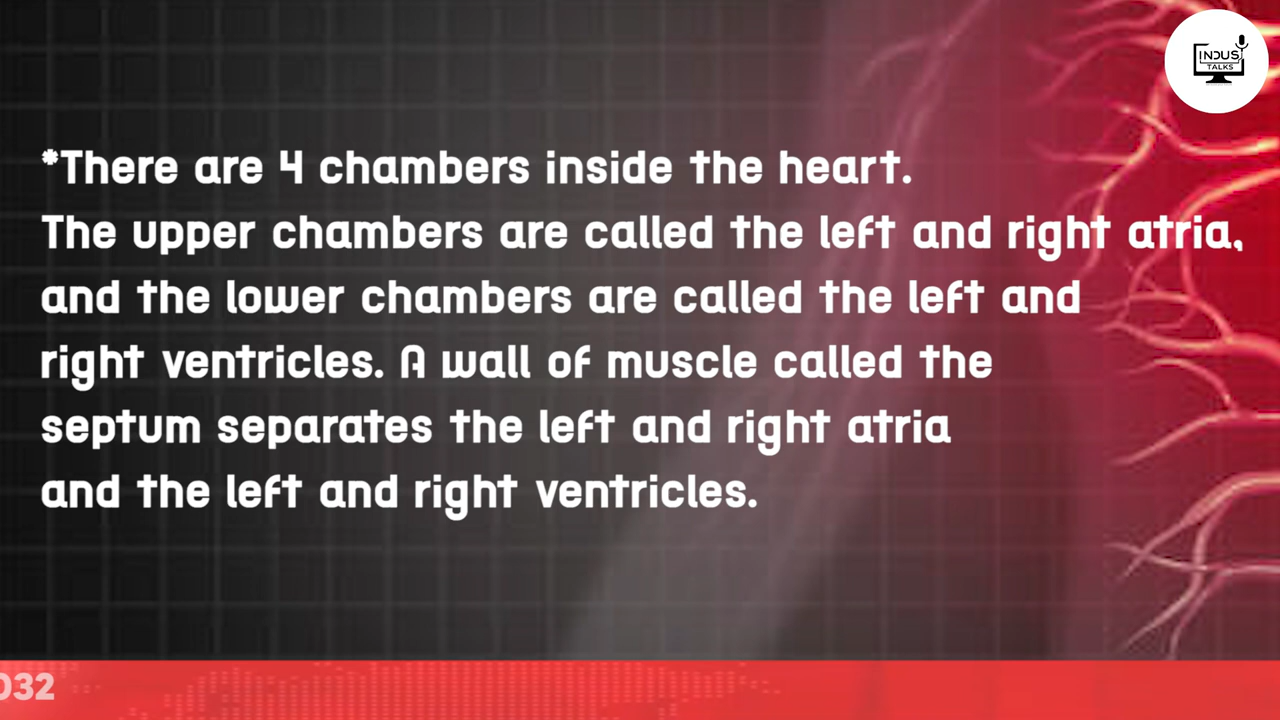 INDUS
TALKS
*There are 4 chambers inside the heart.
The upper chambers are called the left and right atria,
and the lower chambers are called the left and
right ventricles. A wall of muscle called the
septum separates the left and right atria
and the left and right ventricles.
032